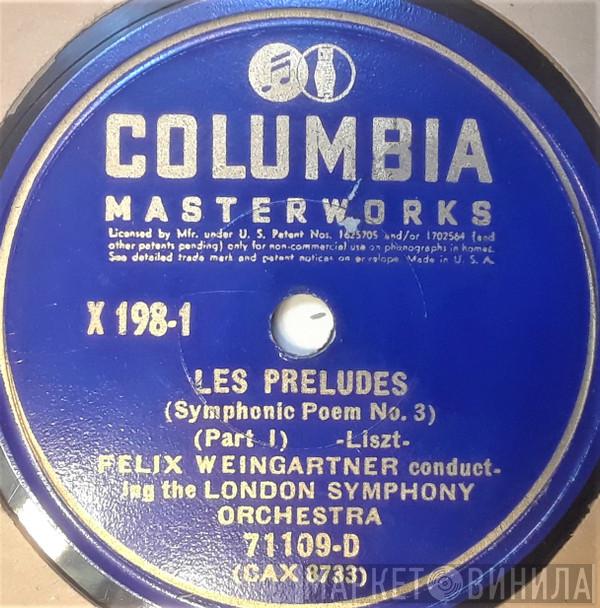 COLUMBIA
MASTERWORKS
Licensed by Mfr. under U. S. Patent Nos. 1625705 and/or 1702564 (and
other patents pending) only for non-commercial use on phonographs in homes.
See detailed trade mark and patent notices on envelope. Made in U. S. A.
X 198-1
LES PRELUDES
(Symphonic Poem No. 3)
(Part I) -Liszt-
FELIX WEINGARTNER conduct-
ing the LONDON SYMPHONY
ORCHESTRA
71109-D
(CAX 8733)
МАРКЕТ ВИНИЛА